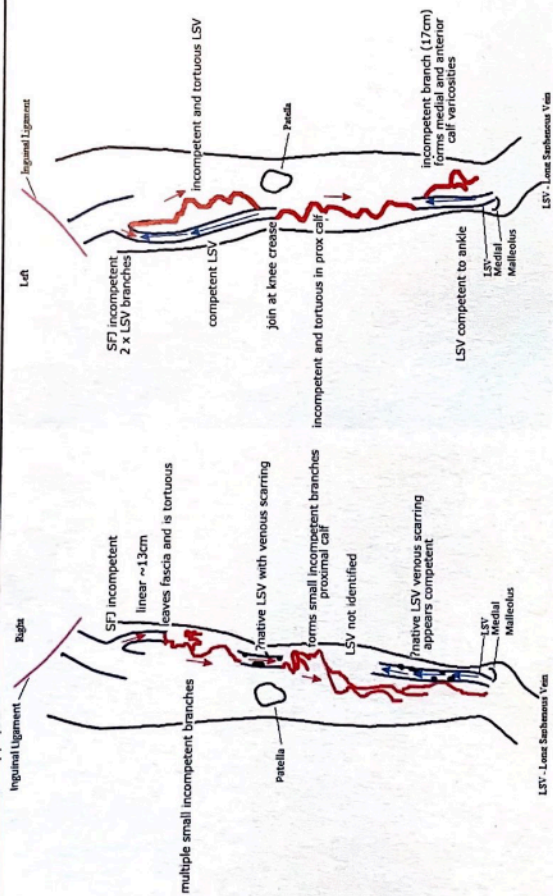 Right
Inguinal Ligament
SFJ incompetent
linear ~13cm
leaves fascia and is tortuous
multiple small incompetent branches
?native LSV with venous scarring
Patella
forms small incompetent branches
proximal calf
LSV not identified
?native LSV venous scarring
appears competent
LSV
Medial
Malleolus
LSV - Long Saphenous Vein
Left
Inguinal Ligament
SFJ incompetent
2 x LSV branches
incompetent and tortuous LSV
competent LSV
Patella
join at knee crease
incompetent and tortuous in prox calf
incompetent branch (17cm)
forms medial and anterior
calf varicosities
LSV competent to ankle
LSV
Medial
Malleolus
LSV - Long Saphenous Vein